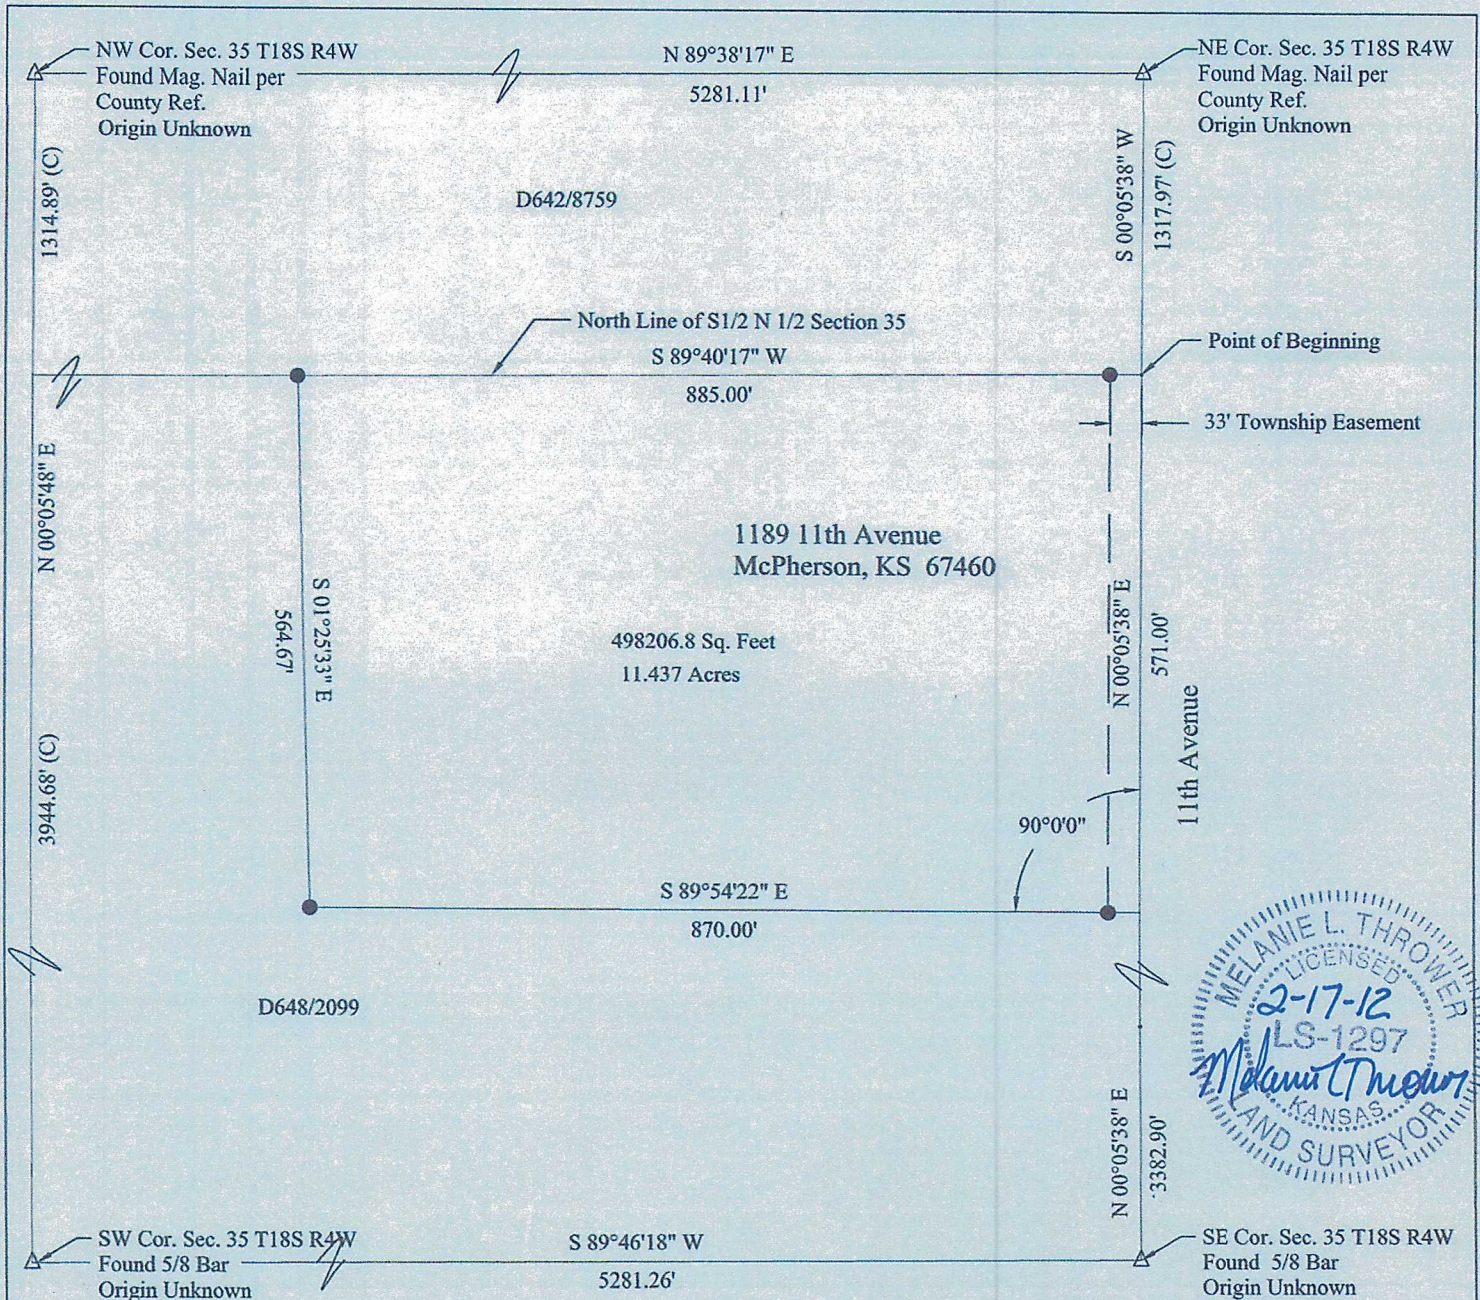 NW Cor. Sec. 35 T18S R4W
Found Mag. Nail per
County Ref.
Origin Unknown
N 89°38'17" E
5281.11'
NE Cor. Sec. 35 T18S R4W
Found Mag. Nail per
County Ref.
Origin Unknown
1314.89' (C)
D642/8759
S 00°05'38" W
1317.97' (C)
North Line of S1/2 N 1/2 Section 35
S 89°40'17" W
885.00'
Point of Beginning
33' Township Easement
N 00°05'48" E
3944.68' (C)
S 01°25'33" E
564.67'
1189 11th Avenue
McPherson, KS 67460
498206.8 Sq. Feet
11.437 Acres
N 00°05'38" E
571.00'
11th Avenue
90°0'0"
S 89°54'22" E
870.00'
D648/2099
MELANIE L. THROWER
LICENSED
2-17-12
LS-1297
Melanie L Thrower
KANSAS
LAND SURVEYOR
N 00°05'38" E
3382.90'
SW Cor. Sec. 35 T18S R4W
Found 5/8 Bar
Origin Unknown
S 89°46'18" W
5281.26'
SE Cor. Sec. 35 T18S R4W
Found 5/8 Bar
Origin Unknown